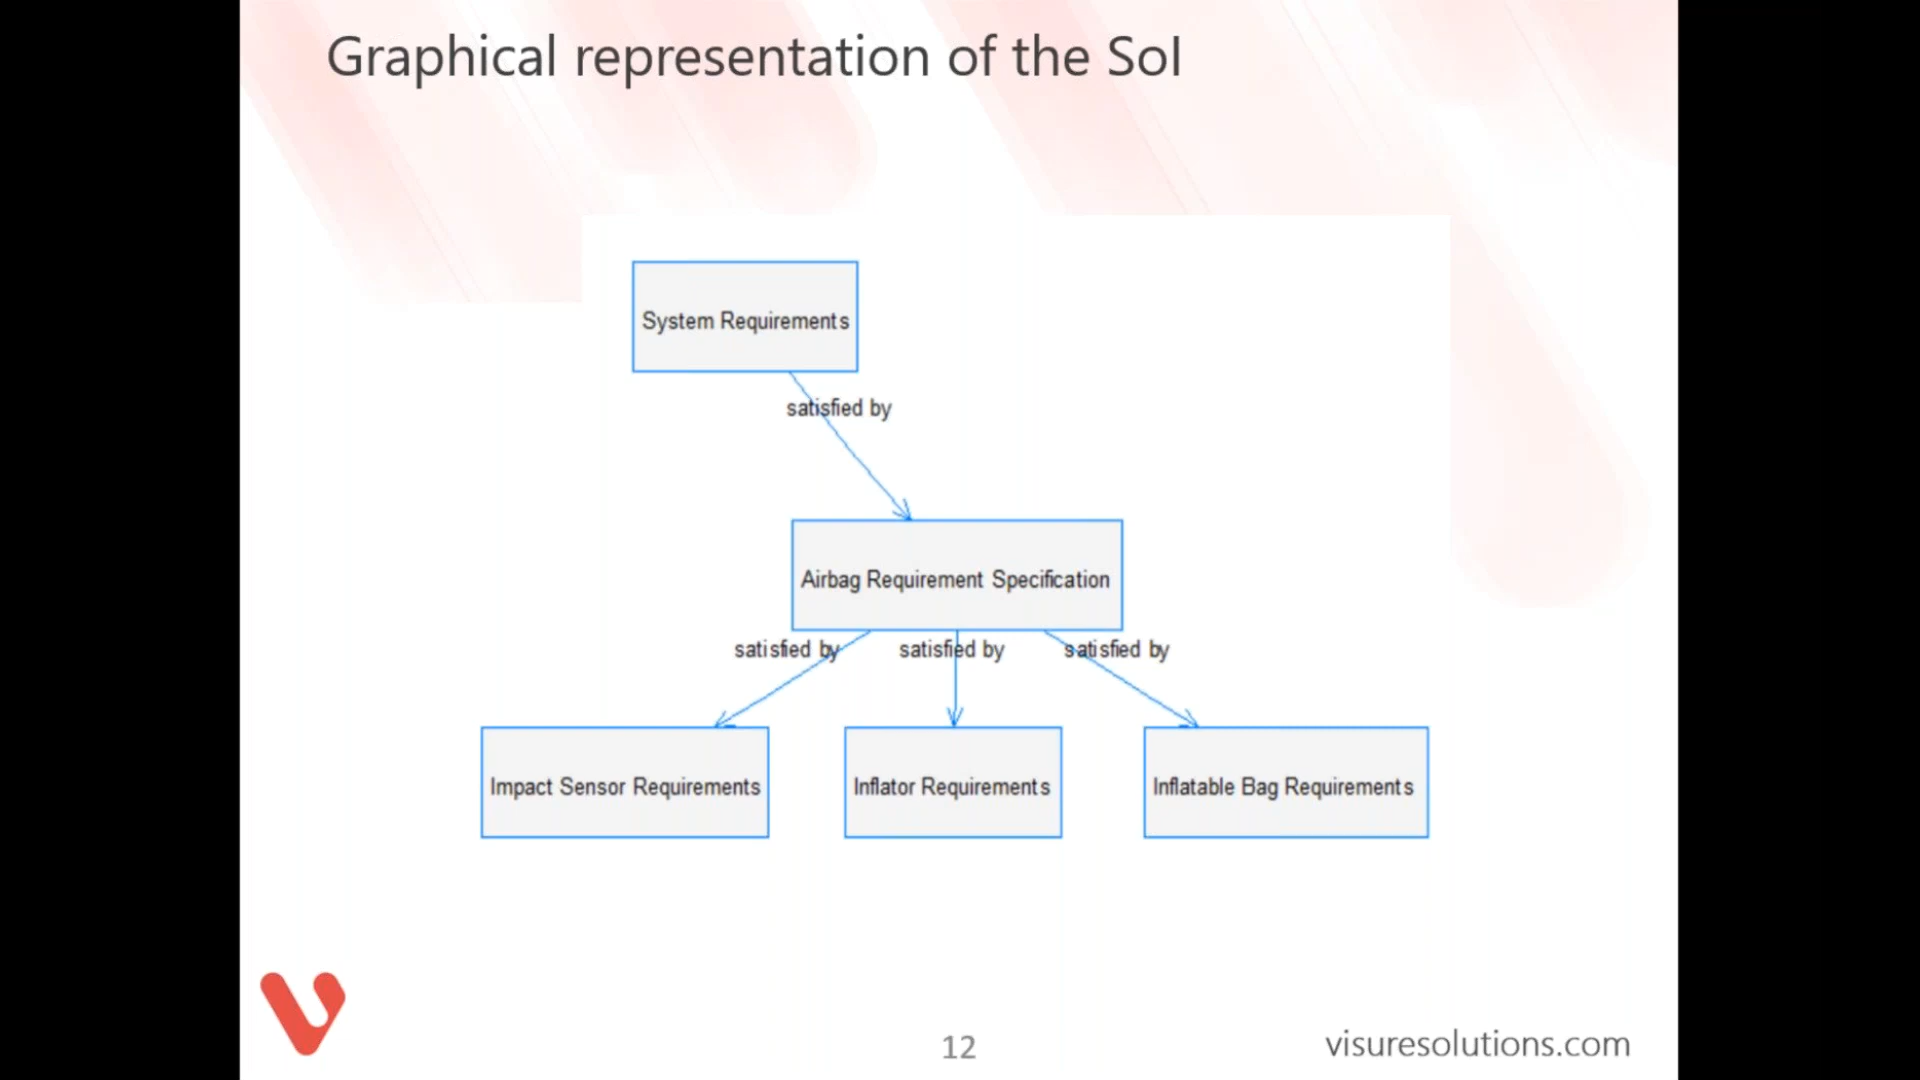 Graphical representation of the SoI
System Requirements
satisfied by
Airbag Requirement Specification
satisfied by
satisfied by
satisfied by
Impact Sensor Requirements
Inflator Requirements
Inflatable Bag Requirements
12
visuresolutions.com